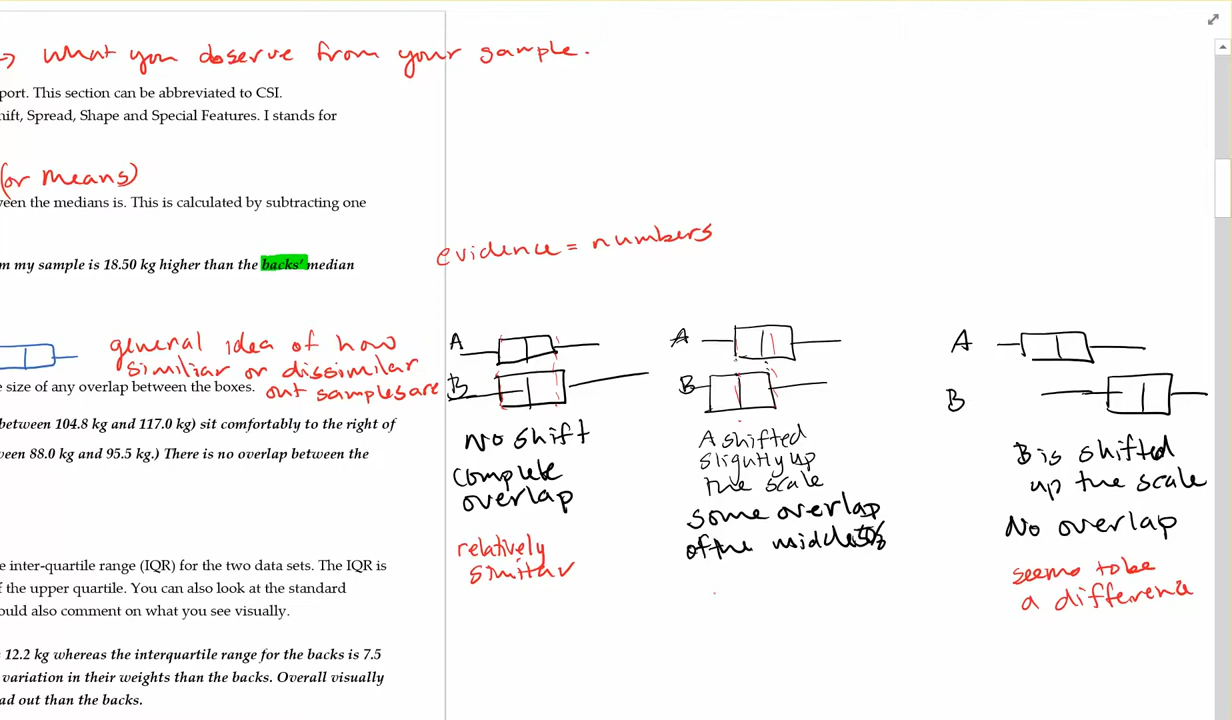 what you observe from your sample.
port. This section can be abbreviated to CSI.
hift, Spread, Shape and Special Features. I stands for
(or means)
veen the medians is. This is calculated by subtracting one
evidence = numbers
m my sample is 18.50 kg higher than the backs' median
general idea of how
similiar or dissimilar
e size of any overlap between the boxes. out samples are
between 104.8 kg and 117.0 kg) sit comfortably to the right of
een 88.0 kg and 95.5 kg.) There is no overlap between the
e inter-quartile range (IQR) for the two data sets. The IQR is
f the upper quartile. You can also look at the standard
ould also comment on what you see visually.
12.2 kg whereas the interquartile range for the backs is 7.5
variation in their weights than the backs. Overall visually
ad out than the backs.
A
B
No shift
complete
overlap
relatively
similar
A
B
A shifted
slightly up
the scale
some overlap
of the middle 50%
A
B
B is shifted
up the scale
No overlap
seems to be
a difference